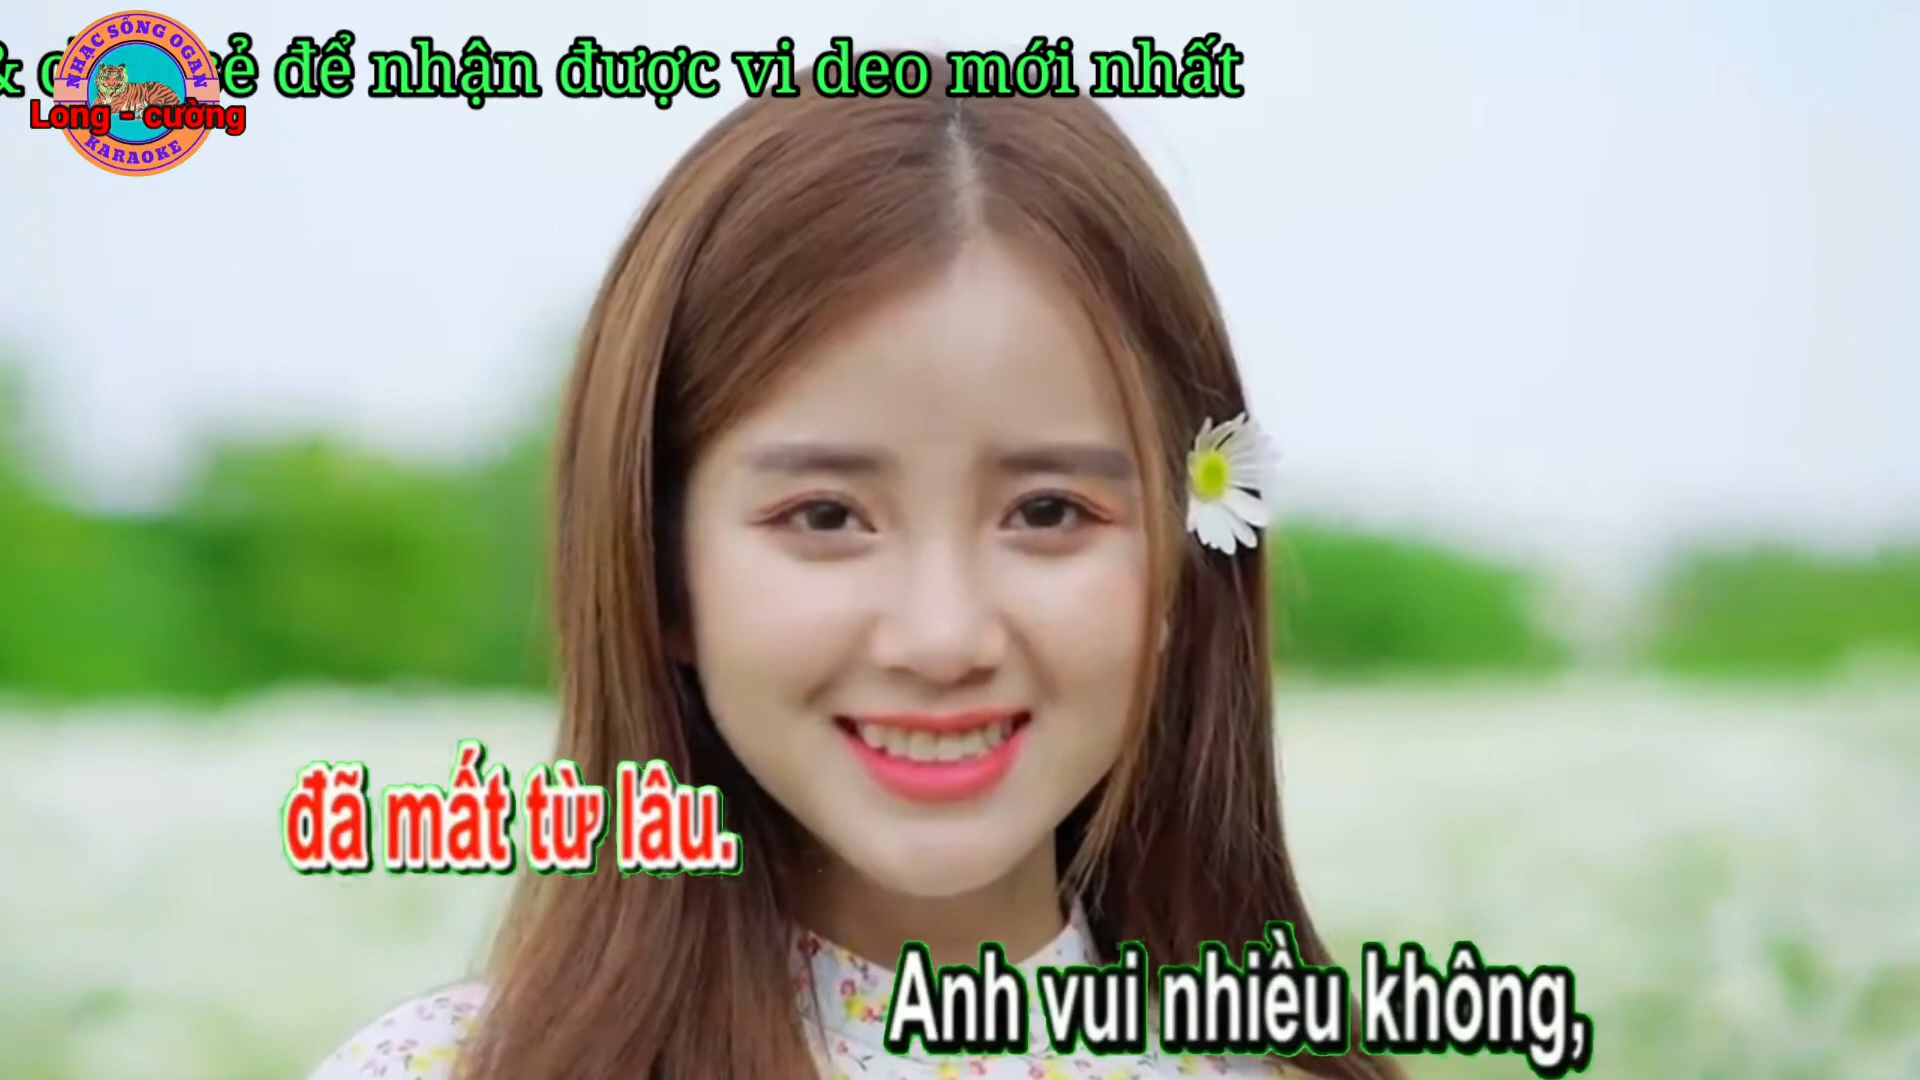 & để nhận được vi deo mới nhất
NHẠC SỐNG OGAN
Long - cường
KARAOKE
đã mất từ lâu.
Anh vui nhiều không,